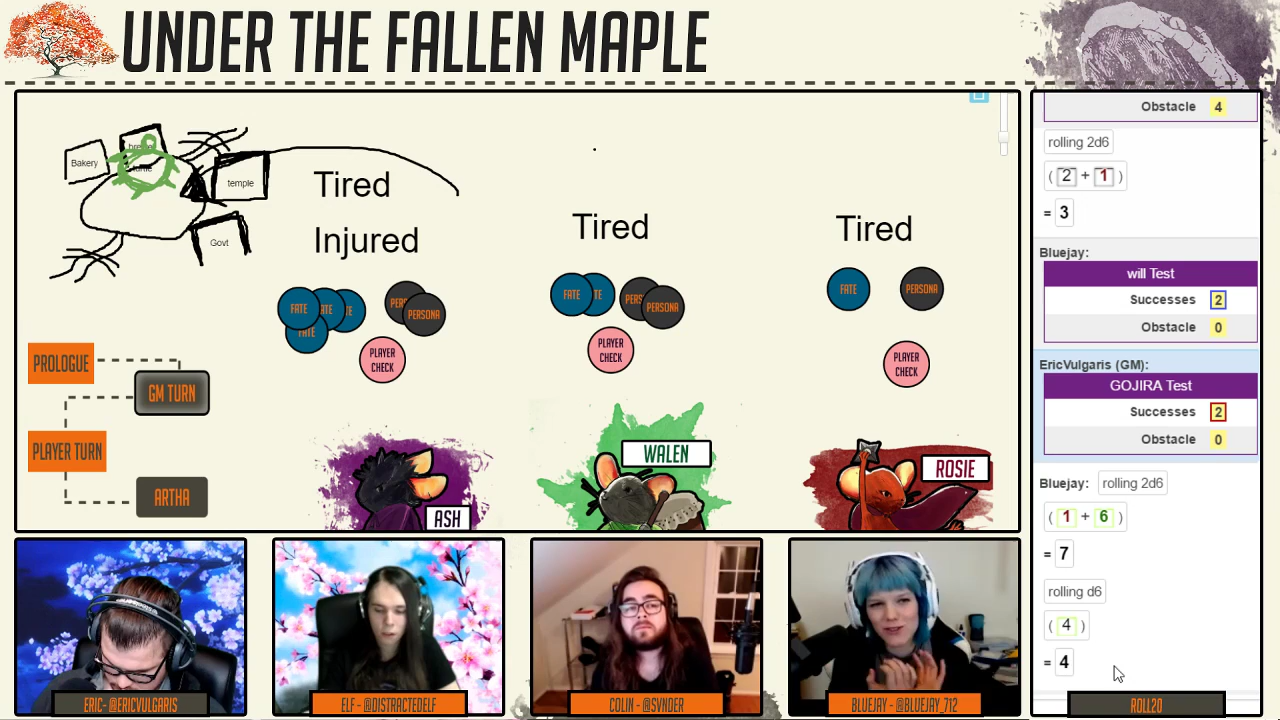 UNDER THE FALLEN MAPLE
Bakery
temple
Govt
Tired
Injured
Tired
Tired
FATE
FATE
PERSONA
PLAYER CHECK
FATE
PERSONA
PLAYER CHECK
FATE
PERSONA
PLAYER CHECK
PROLOGUE
GM TURN
PLAYER TURN
ARTHA
ASH
WALEN
ROSIE
ERIC- @ERICVULGARIS
ELF - @DISTRACTEDELF
COLIN - @SVNDER
BLUEJAY - @BLUEJAY_712
Obstacle 4
rolling 2d6
( 2 + 1 )
= 3
Bluejay:
will Test
Successes 2
Obstacle 0
EricVulgaris (GM):
GOJIRA Test
Successes 2
Obstacle 0
Bluejay: rolling 2d6
( 1 + 6 )
= 7
rolling d6
( 4 )
= 4
ROLL20